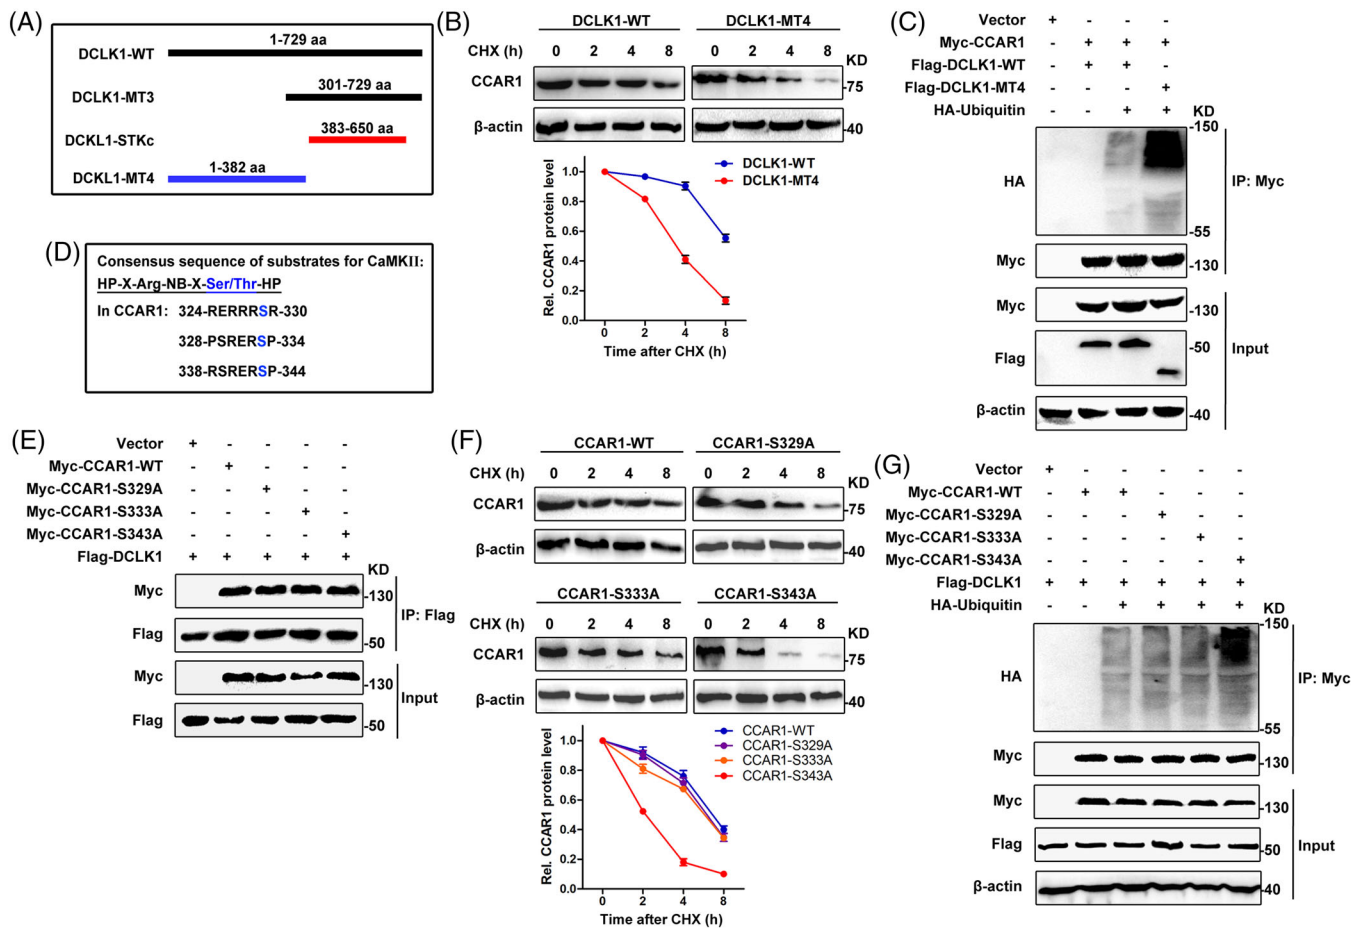 (A)
1-729 aa
DCLK1-WT
301-729 aa
DCLK1-MT3
383-650 aa
DCKL1-STKc
1-382 aa
DCKL1-MT4
(B)
DCLK1-WT DCLK1-MT4
CHX (h) 0 2 4 8 0 2 4 8 KD
CCAR1 -75
β-actin -40
DCLK1-WT
DCLK1-MT4
Rel. CCAR1 protein level
1.0
0.8
0.6
0.4
0.2
0.0
0 2 4 8
Time after CHX (h)
(C)
Vector + - - -
Myc-CCAR1 - + + +
Flag-DCLK1-WT - + + -
Flag-DCLK1-MT4 - - - +
HA-Ubiquitin - - + + KD
-150
HA IP: Myc
-55
Myc -130
Myc -130
Flag -50 Input
β-actin -40
(D)
Consensus sequence of substrates for CaMKII:
HP-X-Arg-NB-X-Ser/Thr-HP
In CCAR1: 324-RERRRSR-330
328-PSRERSP-334
338-RSRERSP-344
(E)
Vector + - - - -
Myc-CCAR1-WT - + - - -
Myc-CCAR1-S329A - - + - -
Myc-CCAR1-S333A - - - + -
Myc-CCAR1-S343A - - - - +
Flag-DCLK1 + + + + +
KD
Myc -130
IP: Flag
Flag -50
Myc -130
Input
Flag -50
(F)
CCAR1-WT CCAR1-S329A
CHX (h) 0 2 4 8 0 2 4 8 KD
CCAR1 -75
β-actin -40
CCAR1-S333A CCAR1-S343A
CHX (h) 0 2 4 8 0 2 4 8 KD
CCAR1 -75
β-actin -40
CCAR1-WT
CCAR1-S329A
CCAR1-S333A
CCAR1-S343A
Rel. CCAR1 protein level
1.0
0.8
0.6
0.4
0.2
0.0
0 2 4 8
Time after CHX (h)
(G)
Vector + - - - - -
Myc-CCAR1-WT - + + - - -
Myc-CCAR1-S329A - - - + - -
Myc-CCAR1-S333A - - - - + -
Myc-CCAR1-S343A - - - - - +
Flag-DCLK1 + + + + + +
HA-Ubiquitin - - + + + + KD
-150
HA IP: Myc
-55
Myc -130
Myc -130
Flag -50 Input
β-actin -40